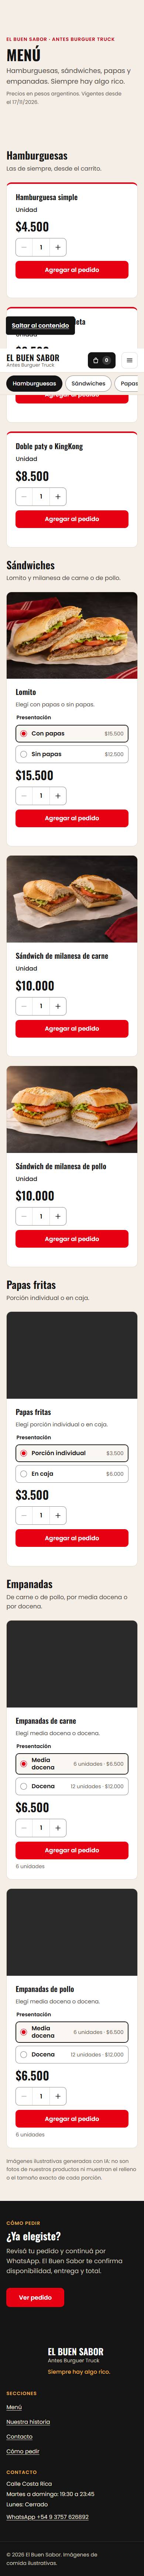 EL BUEN SABOR · ANTES BURGUER TRUCK
MENÚ
Hamburguesas, sándwiches, papas y
empanadas. Siempre hay algo rico.
Precios en pesos argentinos. Vigentes desde
el 17/11/2026.
Hamburguesas
Los de siempre, desde el carrito.
Hamburguesa simple
Unidad
$4.500
1
Agregar al pedido
Saltar al contenido
EL BUEN SABOR
Antes Burguer Truck
0
Hamburguesas
Sándwiches
Papas
Doble paty o KingKong
Unidad
$8.500
1
Agregar al pedido
Sándwiches
Lomito y milanesa de carne o de pollo.
Lomito
Elegí con papas o sin papas.
Presentación
Con papas $15.500
Sin papas $12.500
$15.500
1
Agregar al pedido
Sándwich de milanesa de carne
Unidad
$10.000
1
Agregar al pedido
Sándwich de milanesa de pollo
Unidad
$10.000
1
Agregar al pedido
Papas fritas
Porción individual o en caja.
Papas fritas
Elegí porción individual o en caja.
Presentación
Porción individual $3.500
En caja $6.000
$3.500
1
Agregar al pedido
Empanadas
De carne o de pollo, por media docena o
por docena.
Empanadas de carne
Elegí media docena o docena.
Presentación
Media
docena 6 unidades · $6.500
Docena 12 unidades · $12.000
$6.500
1
Agregar al pedido
6 unidades
Empanadas de pollo
Elegí media docena o docena.
Presentación
Media
docena 6 unidades · $6.500
Docena 12 unidades · $12.000
$6.500
1
Agregar al pedido
6 unidades
Imágenes ilustrativas generadas con IA: no son
fotos de nuestros productos ni muestran el relleno
o el tamaño exacto de cada porción.
CÓMO PEDIR
¿Ya elegiste?
Revisá tu pedido y continuá por
WhatsApp. El Buen Sabor te confirma
disponibilidad, entrega y total.
Ver pedido
EL BUEN SABOR
Antes Burguer Truck
Siempre hay algo rico.
SECCIONES
Menú
Nuestra historia
Contacto
Cómo pedir
CONTACTO
Calle Costa Rica
Martes a domingo: 19:30 a 23:45
Lunes: Cerrado
WhatsApp +54 9 3757 626892
© 2026 El Buen Sabor. Imágenes de
comida ilustrativas.